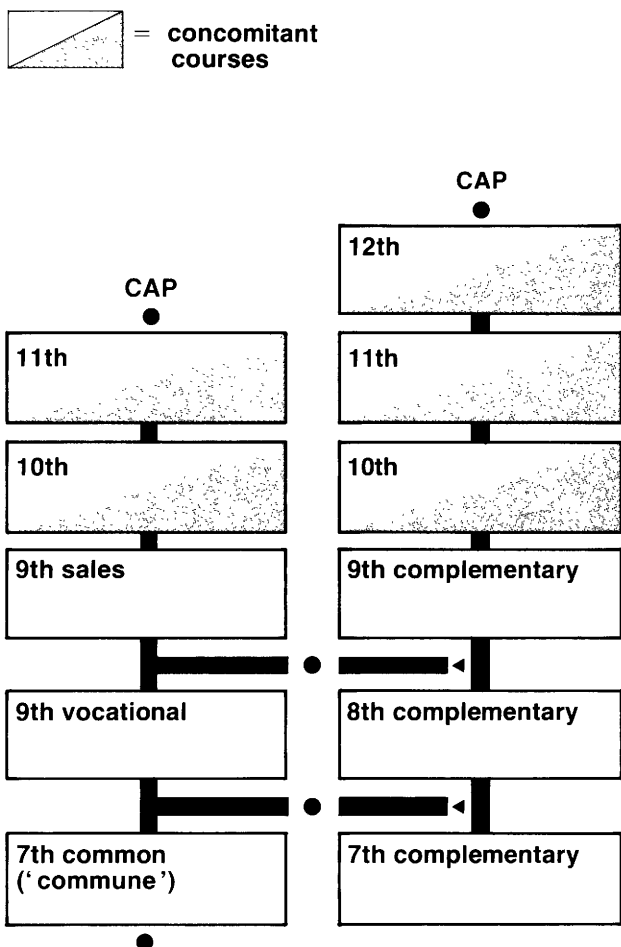 = concomitant
courses
CAP
12th
CAP
11th
11th
10th
10th
9th sales
9th complementary
9th vocational
8th complementary
7th common
('commune')
7th complementary